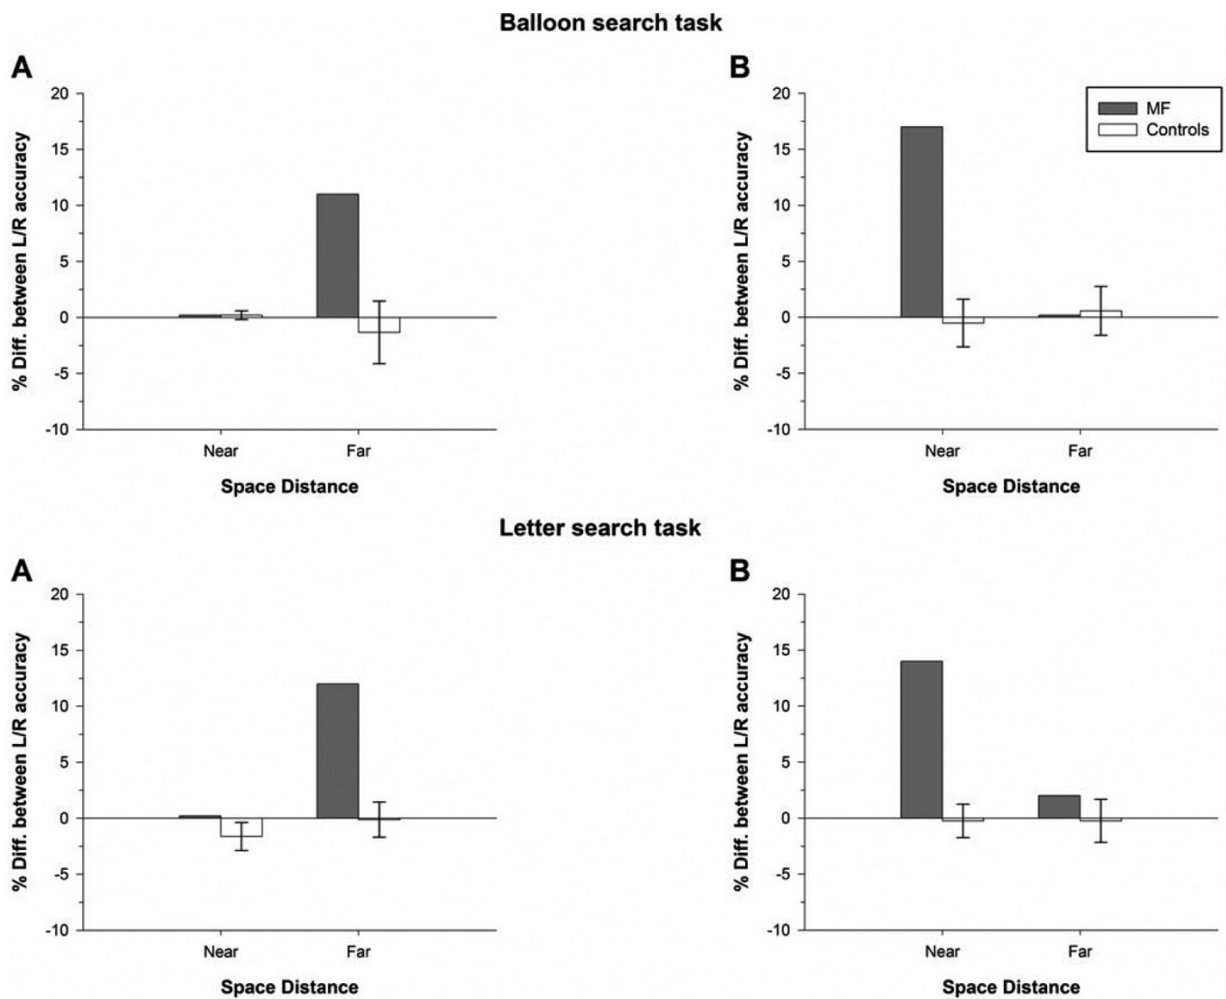 Balloon search task
A
B
% Diff. between L/R accuracy
20
15
10
5
0
-5
-10
Near
Far
Space Distance
% Diff. between L/R accuracy
20
15
10
5
0
-5
-10
Near
Far
Space Distance
MF
Controls
Letter search task
A
B
% Diff. between L/R accuracy
20
15
10
5
0
-5
-10
Near
Far
Space Distance
% Diff. between L/R accuracy
20
15
10
5
0
-5
-10
Near
Far
Space Distance